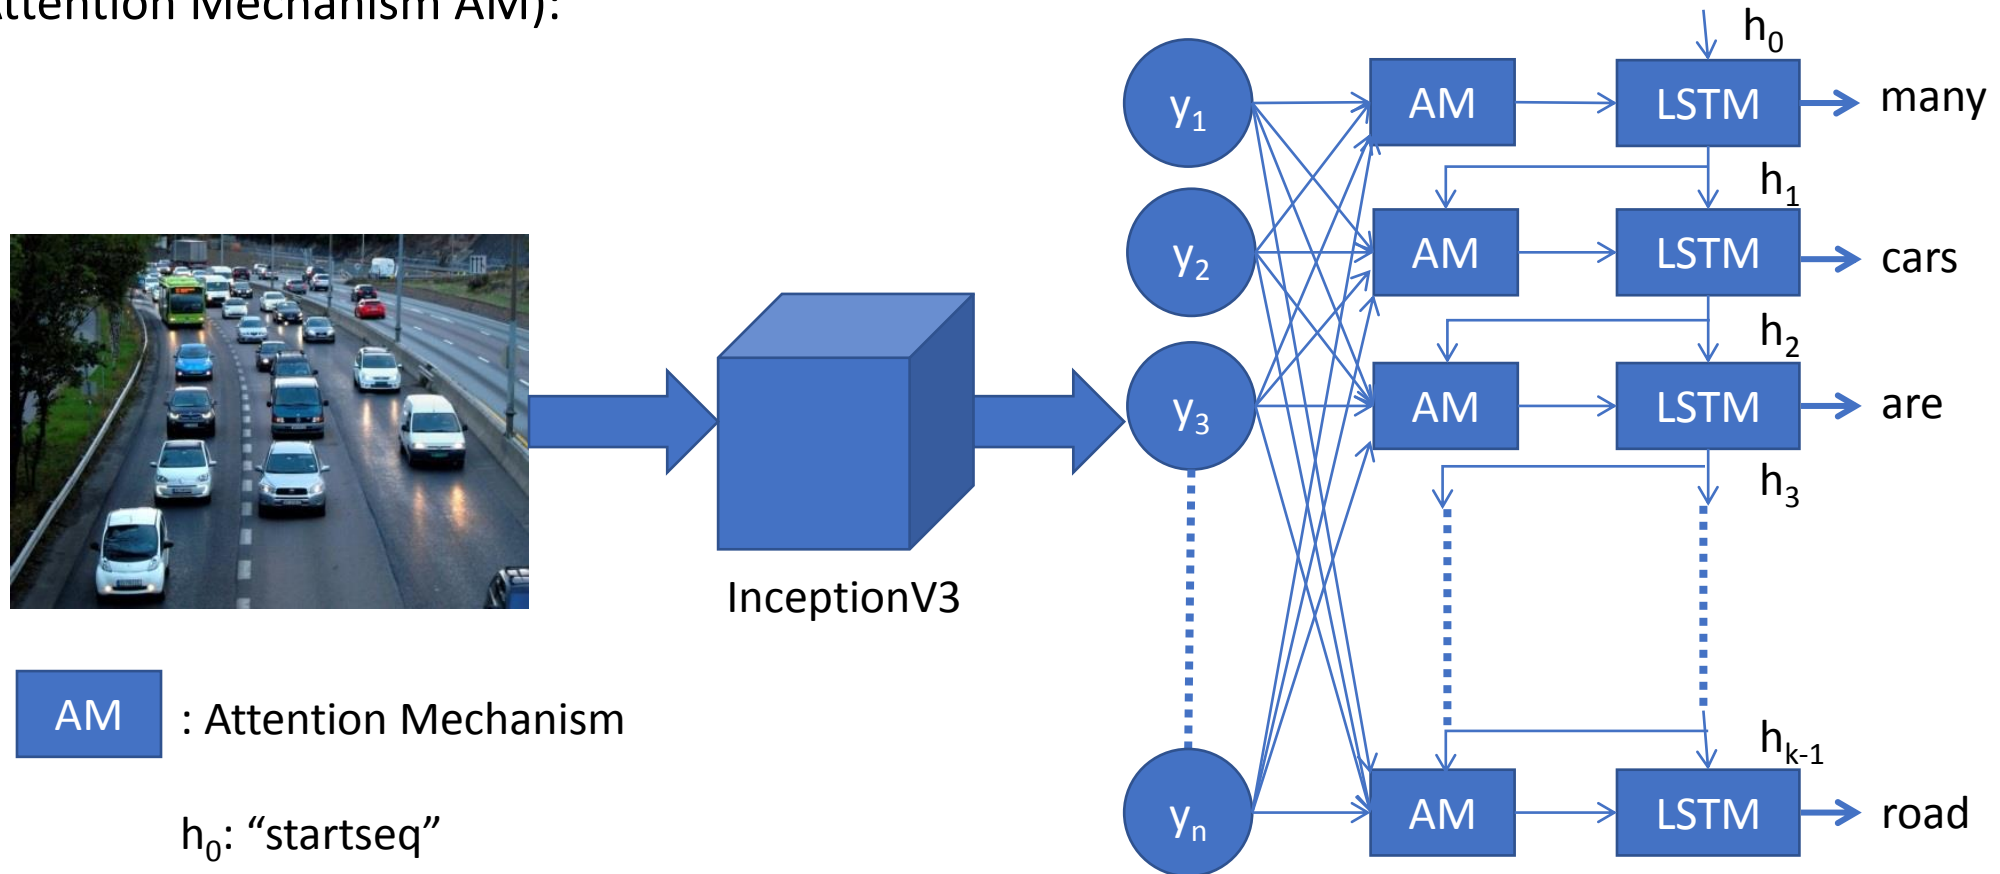 Attention Mechanism AM):
h0
y1
AM
LSTM
many
h1
y2
AM
LSTM
cars
h2
y3
AM
LSTM
are
h3
InceptionV3
AM : Attention Mechanism
hk-1
yn
AM
LSTM
road
h0: “startseq”